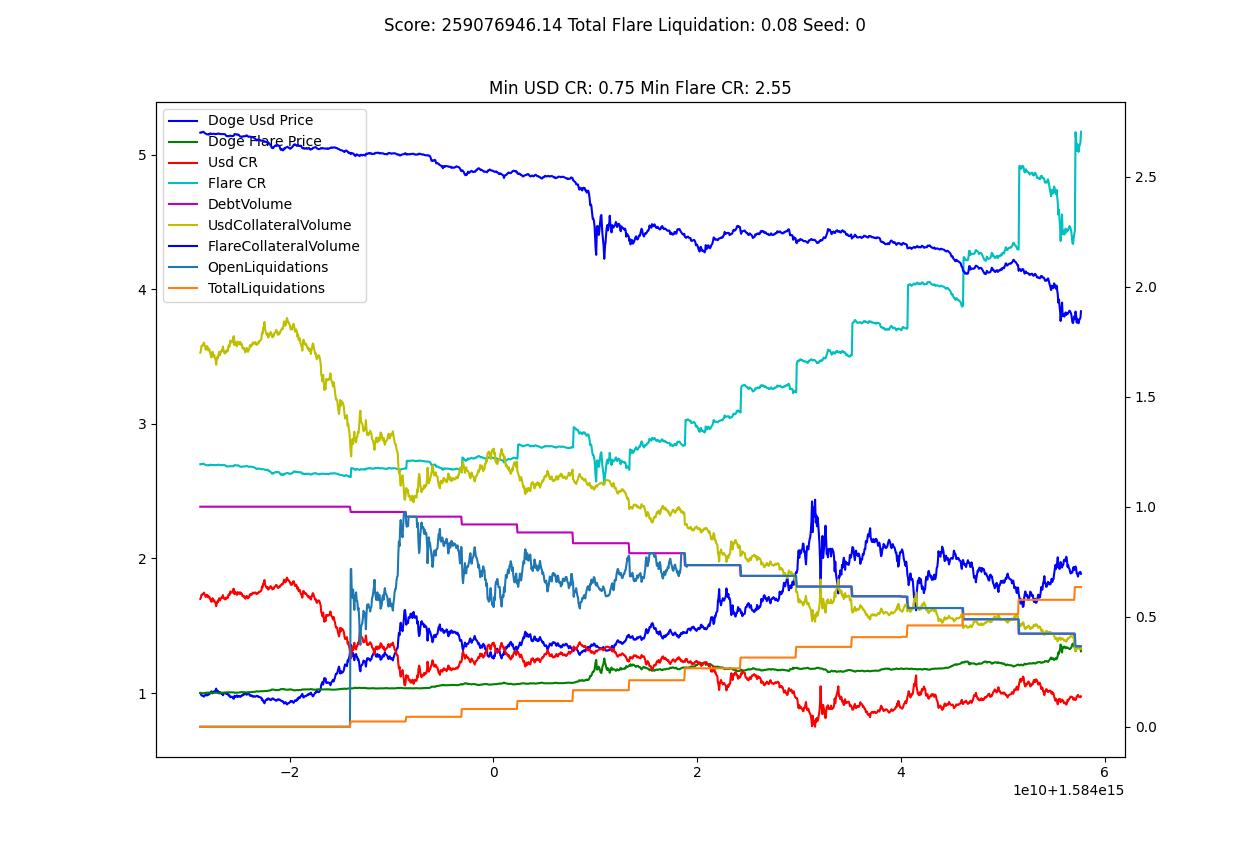 Score: 259076946.14 Total Flare Liquidation: 0.08 Seed: 0
Min USD CR: 0.75 Min Flare CR: 2.55
Doge Usd Price
Doge Flare Price
Usd CR
Flare CR
DebtVolume
UsdCollateralVolume
FlareCollateralVolume
OpenLiquidations
TotalLiquidations
5
4
3
2
1
2.5
2.0
1.5
1.0
0.5
0.0
−2
0
2
4
6
1e10+1.584e15